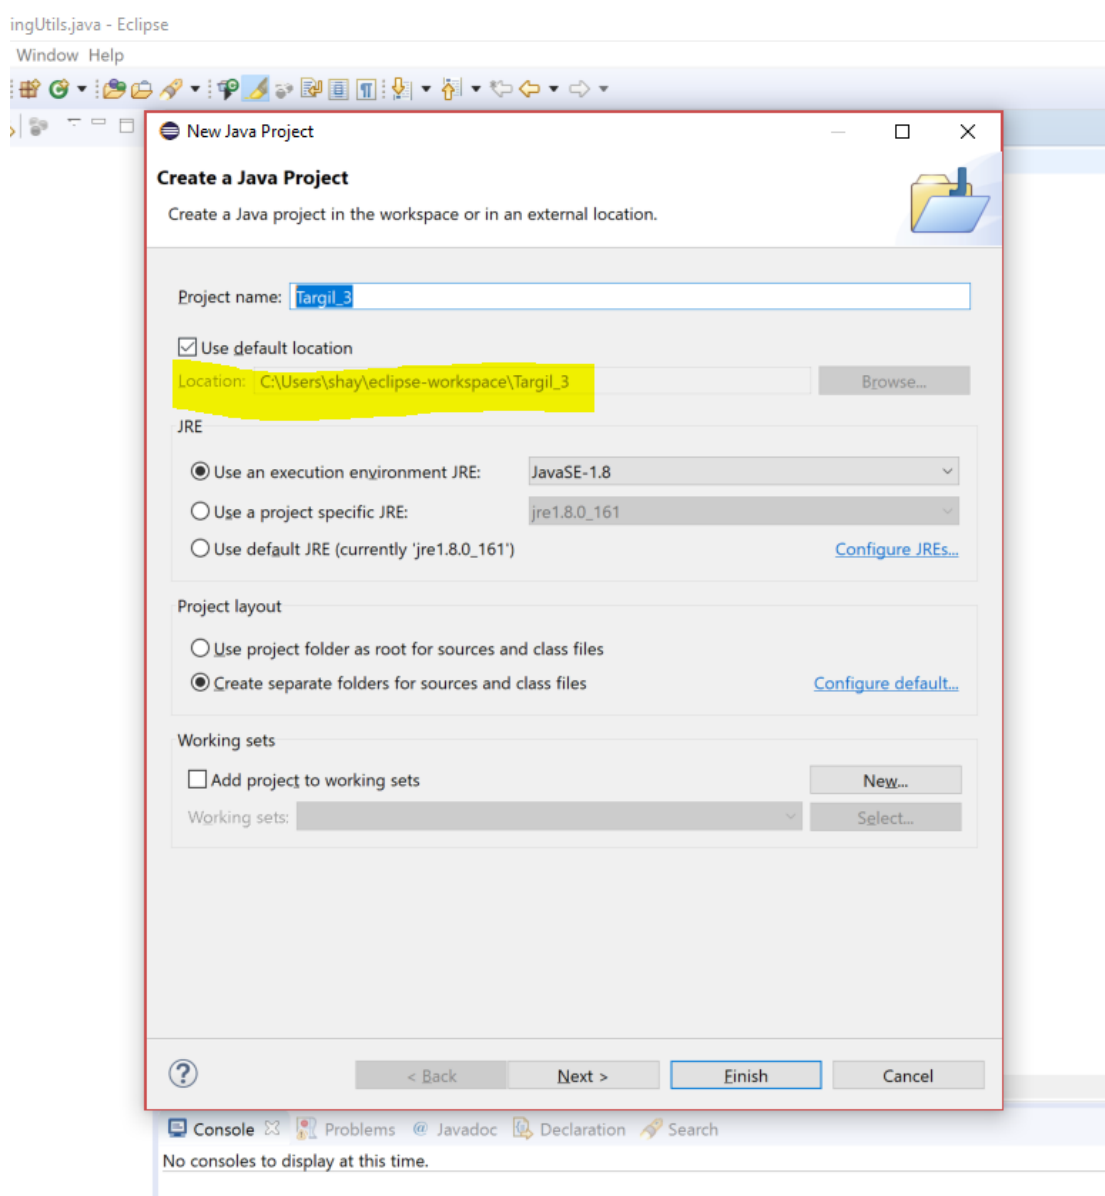 ingUtils.java - Eclipse
Window Help
New Java Project
Create a Java Project
Create a Java project in the workspace or in an external location.
Project name: Targil_3
Use default location
Location: C:\Users\shay\eclipse-workspace\Targil_3 Browse...
JRE
Use an execution environment JRE: JavaSE-1.8
Use a project specific JRE: jre1.8.0_161
Use default JRE (currently 'jre1.8.0_161') Configure JREs...
Project layout
Use project folder as root for sources and class files
Create separate folders for sources and class files Configure default...
Working sets
Add project to working sets New...
Working sets: Select...
? < Back Next > Finish Cancel
Console Problems @ Javadoc Declaration Search
No consoles to display at this time.